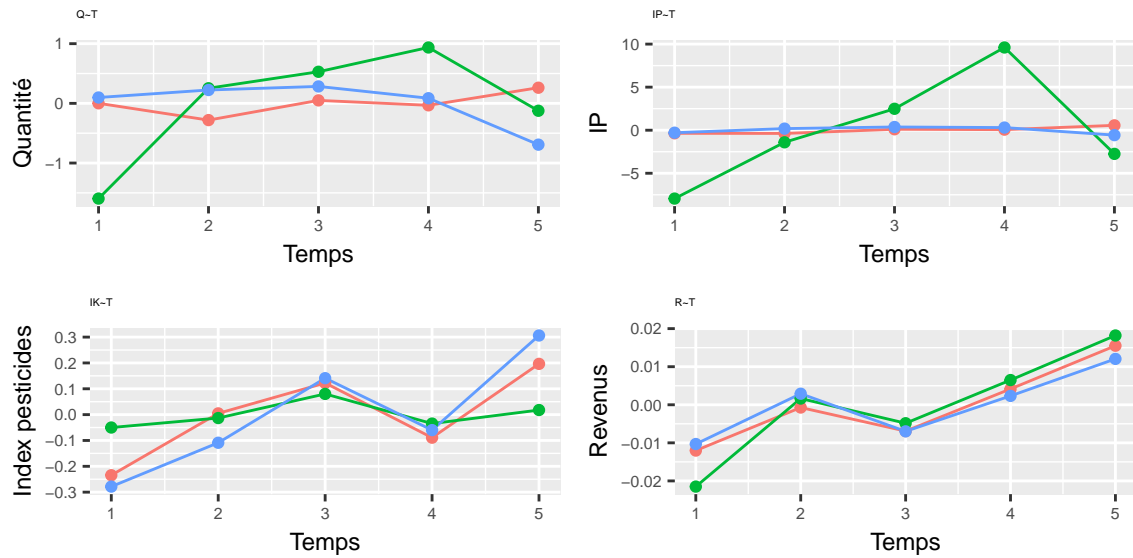 Q~T
Quantité
1
0
−1
1 2 3 4 5
Temps
IP~T
IP
10
5
0
−5
1 2 3 4 5
Temps
IK~T
Index pesticides
0.3
0.2
0.1
0.0
−0.1
−0.2
−0.3
1 2 3 4 5
Temps
R~T
Revenus
0.02
0.01
0.00
−0.01
−0.02
1 2 3 4 5
Temps